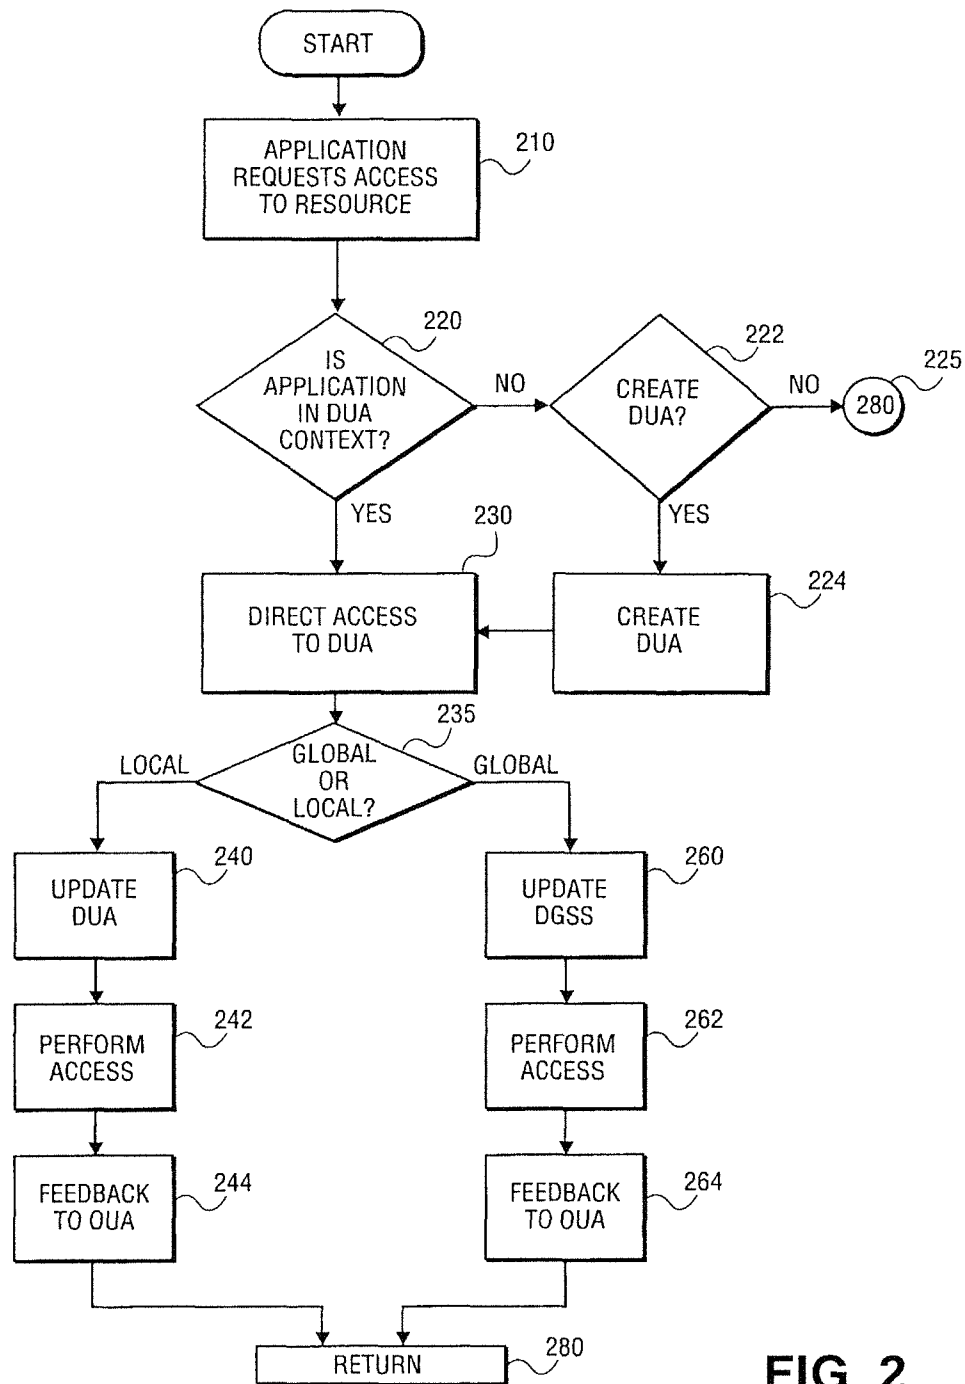 START
APPLICATION
REQUESTS ACCESS
TO RESOURCE
210
IS
APPLICATION
IN DUA
CONTEXT?
220
NO
YES
CREATE
DUA?
222
NO
YES
280
225
DIRECT ACCESS
TO DUA
230
CREATE
DUA
224
GLOBAL
OR
LOCAL?
235
LOCAL
GLOBAL
UPDATE
DUA
240
UPDATE
DGSS
260
PERFORM
ACCESS
242
PERFORM
ACCESS
262
FEEDBACK
TO OUA
244
FEEDBACK
TO OUA
264
RETURN
280
FIG. 2